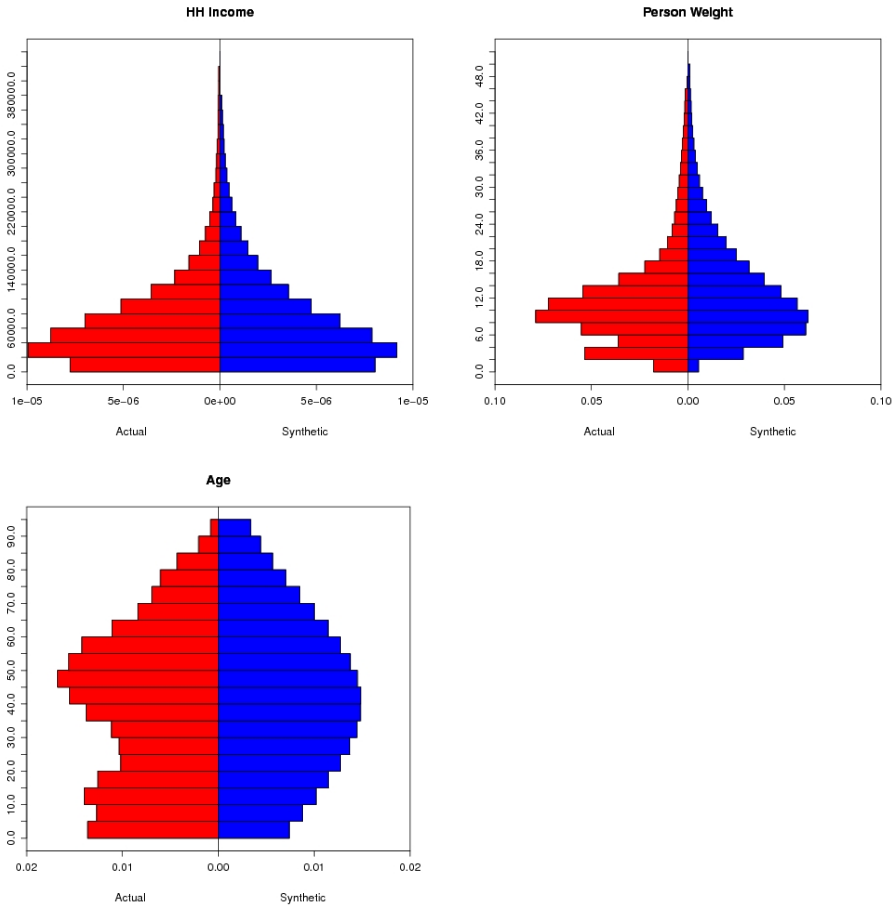 HH Income
380000.0
300000.0
220000.0
140000.0
60000.0
0.0
1e−05
5e−06
0e+00
5e−06
1e−05
Actual
Synthetic
Person Weight
48.0
42.0
36.0
30.0
24.0
18.0
12.0
6.0
0.0
0.10
0.05
0.00
0.05
0.10
Actual
Synthetic
Age
90.0
80.0
70.0
60.0
50.0
40.0
30.0
20.0
10.0
0.0
0.02
0.01
0.00
0.01
0.02
Actual
Synthetic